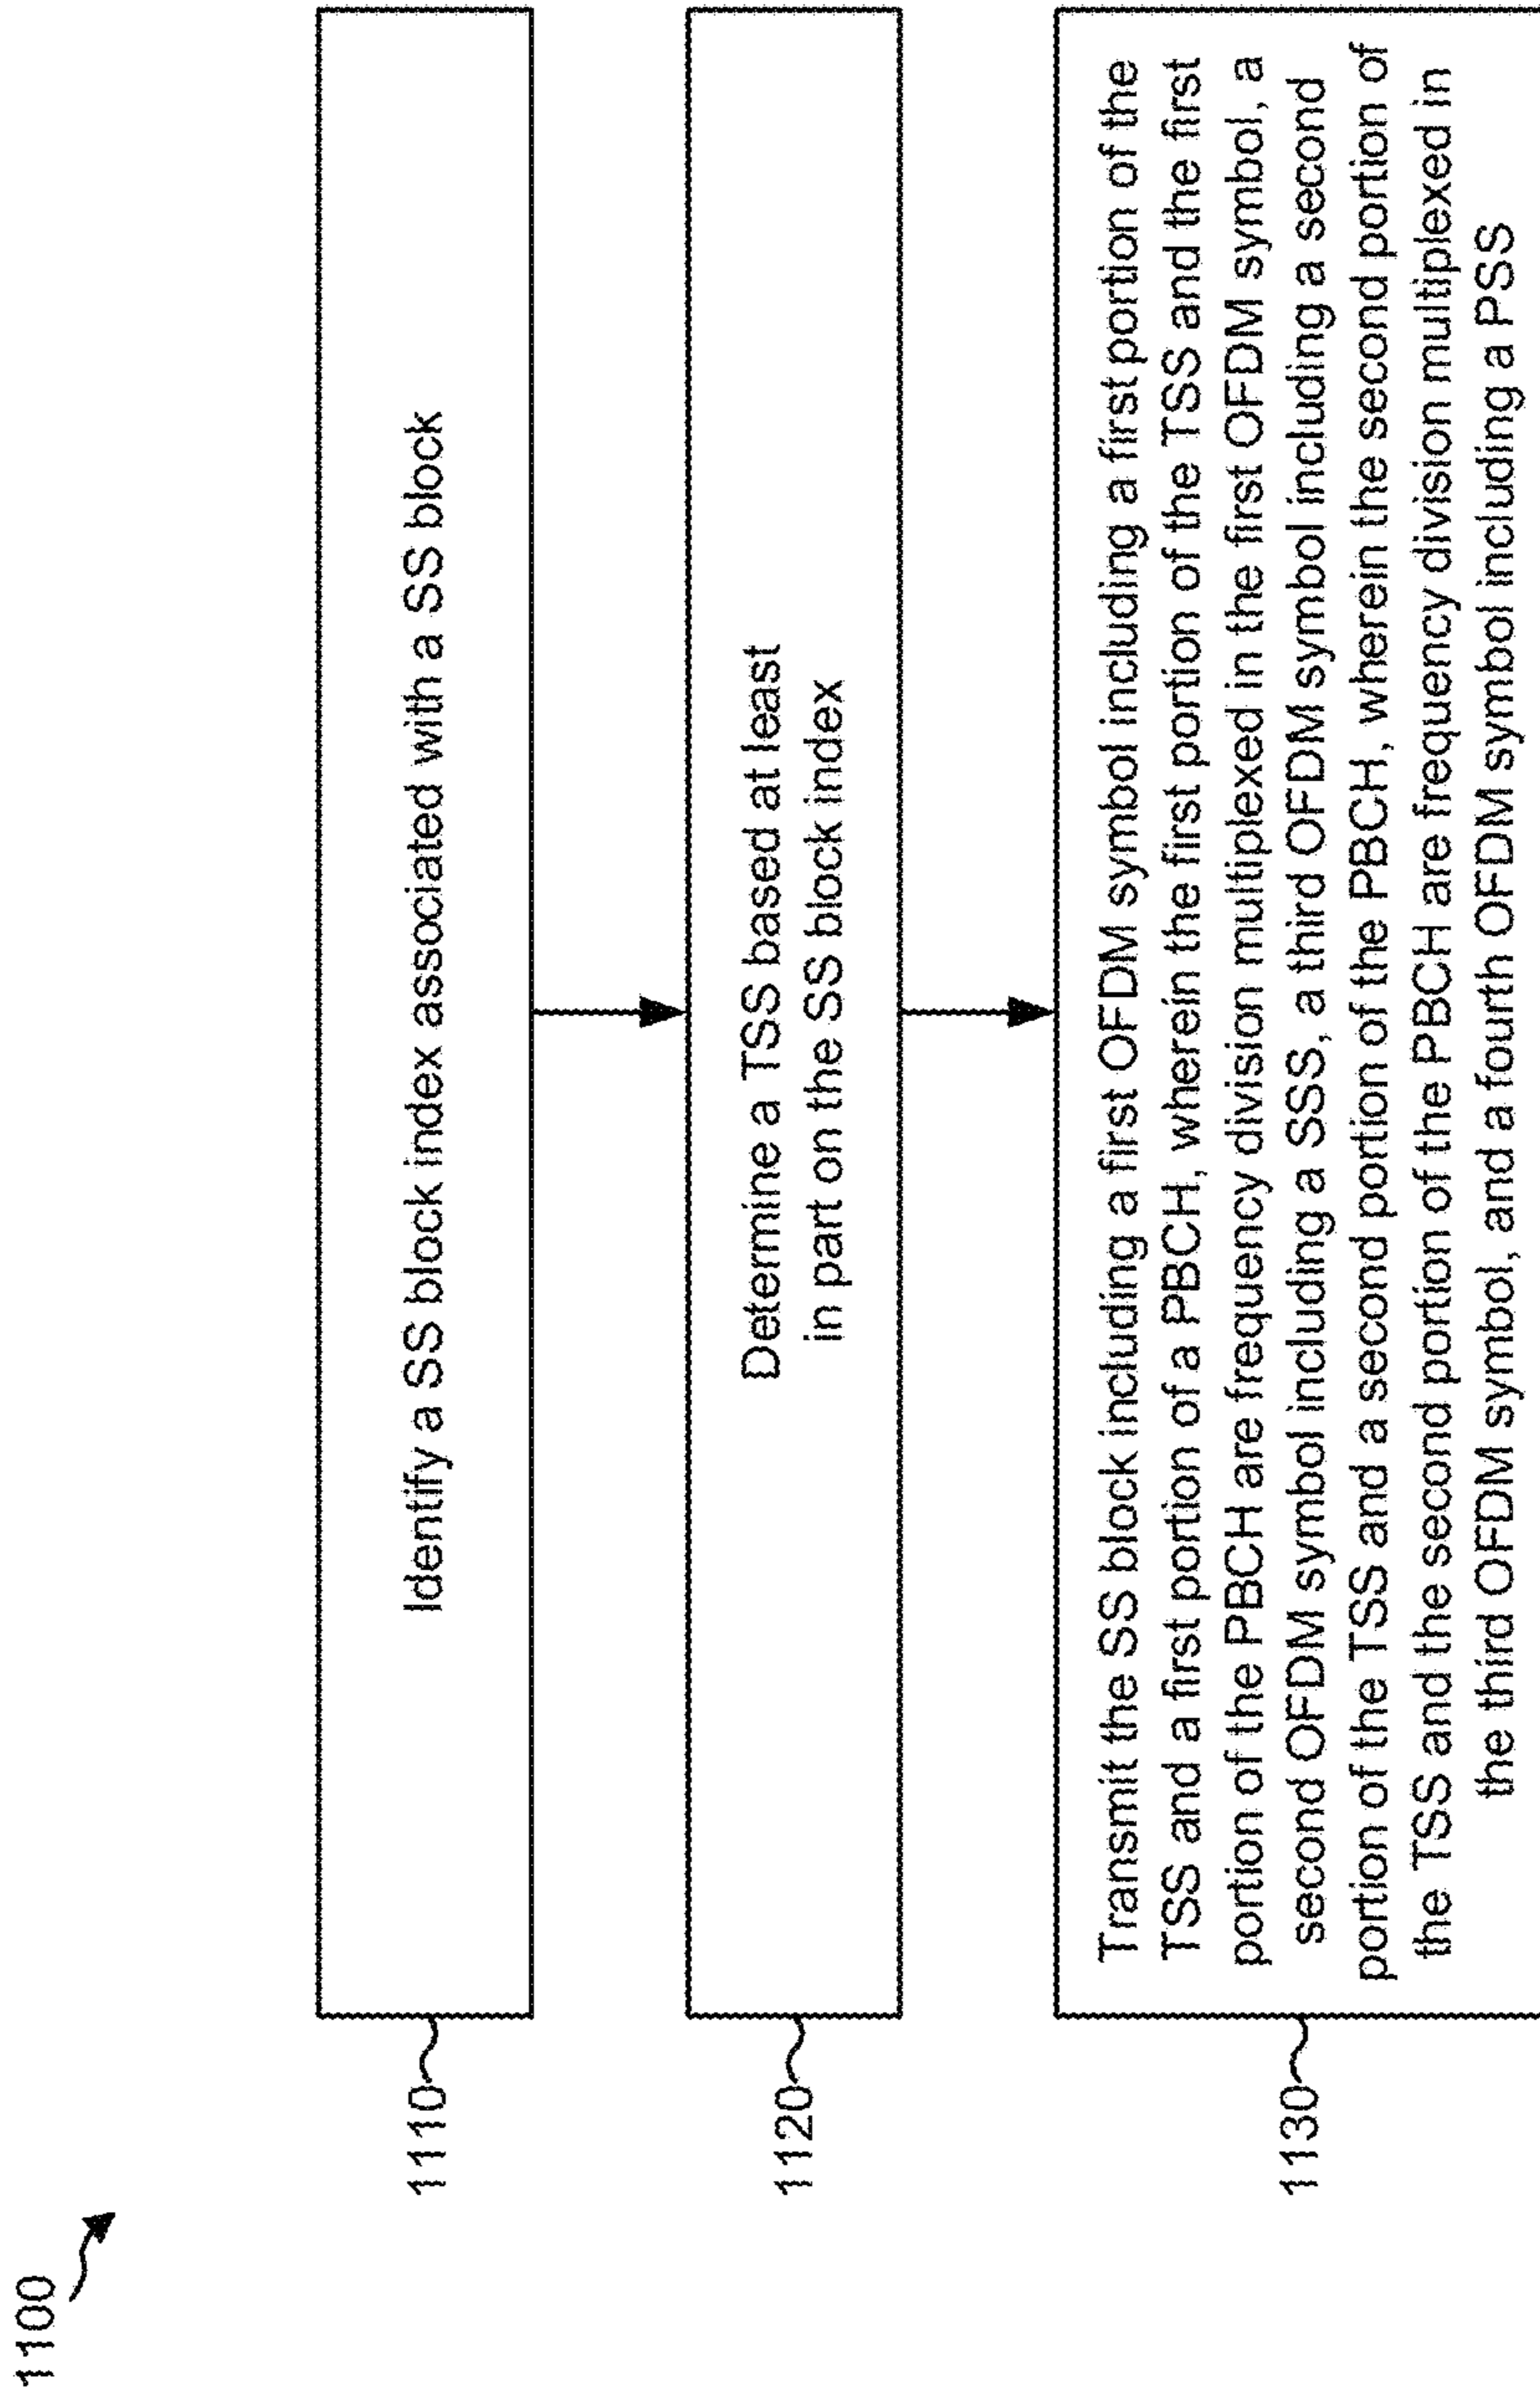 1100
1110
Identify a SS block index associated with a SS block
1120
Determine a TSS based at least
in part on the SS block index
1130
Transmit the SS block including a first OFDM symbol including a first portion of the
TSS and a first portion of a PBCH, wherein the first portion of the TSS and the first
portion of the PBCH are frequency division multiplexed in the first OFDM symbol, a
second OFDM symbol including a SSS, a third OFDM symbol including a second
portion of the TSS and a second portion of the PBCH, wherein the second portion of
the TSS and the second portion of the PBCH are frequency division multiplexed in
the third OFDM symbol, and a fourth OFDM symbol including a PSS